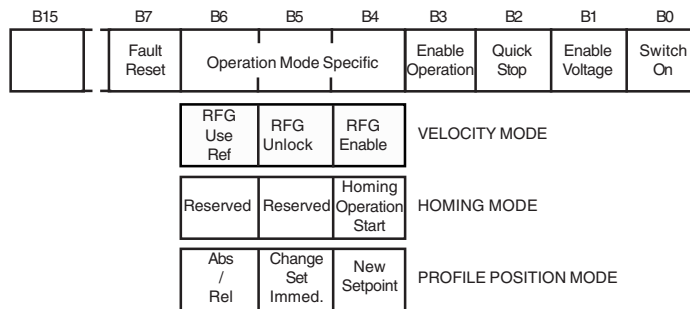 B15 B7 B6 B5 B4 B3 B2 B1 B0
Fault Reset Operation Mode Specific Enable Operation Quick Stop Enable Voltage Switch On
RFG Use Ref RFG Unlock RFG Enable VELOCITY MODE
Reserved Reserved Homing Operation Start HOMING MODE
Abs / Rel Change Set Immed. New Setpoint PROFILE POSITION MODE